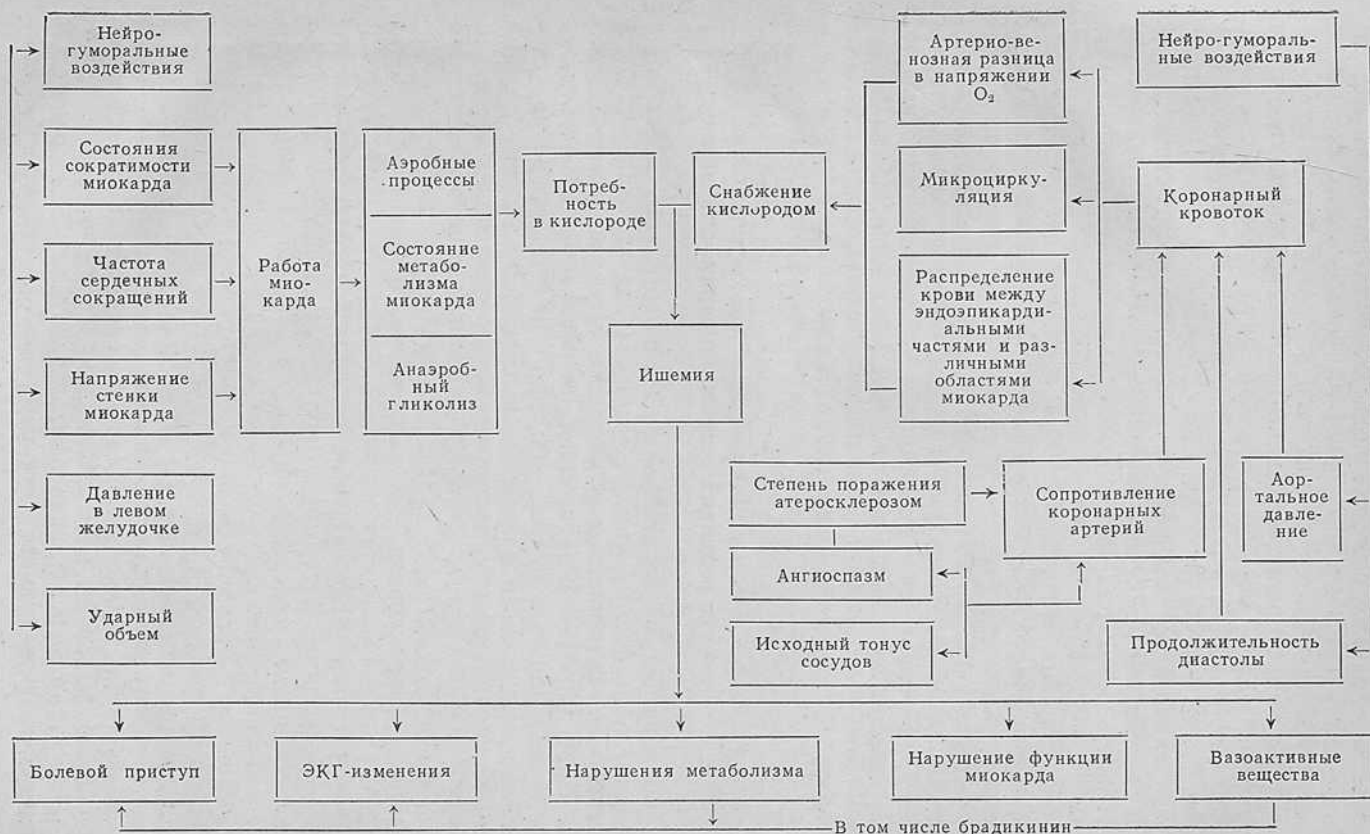 Нейро-
гуморальные
воздействия
Состояния
сократимости
миокарда
Частота
сердечных
сокращений
Напряжение
стенки
миокарда
Давление
в левом
желудочке
Ударный
объем
Работа
мио-
карда
Аэробные
процессы
Состояние
метабо-
лизма
миокарда
Анаэроб-
ный
гликолиз
Потреб-
ность
в кислороде
Снабжение
кислородом
Ишемия
Артерио-ве-
нозная разница
в напряжении
O₂
Микроцирку-
ляция
Распределение
крови между
эндоэпикарди-
альными
частями и раз-
личными
областями
миокарда
Нейро-гумораль-
ные воздействия
Коронарный
кровоток
Степень поражения
атеросклерозом
Ангиоспазм
Исходный тонус
сосудов
Сопротивление
коронарных
артерий
Аор-
тальное
давле-
ние
Продолжительность
диастолы
Болевой приступ
ЭКГ-изменения
Нарушения метаболизма
Нарушение функции
миокарда
Вазоактивные
вещества
В том числе брадикинин